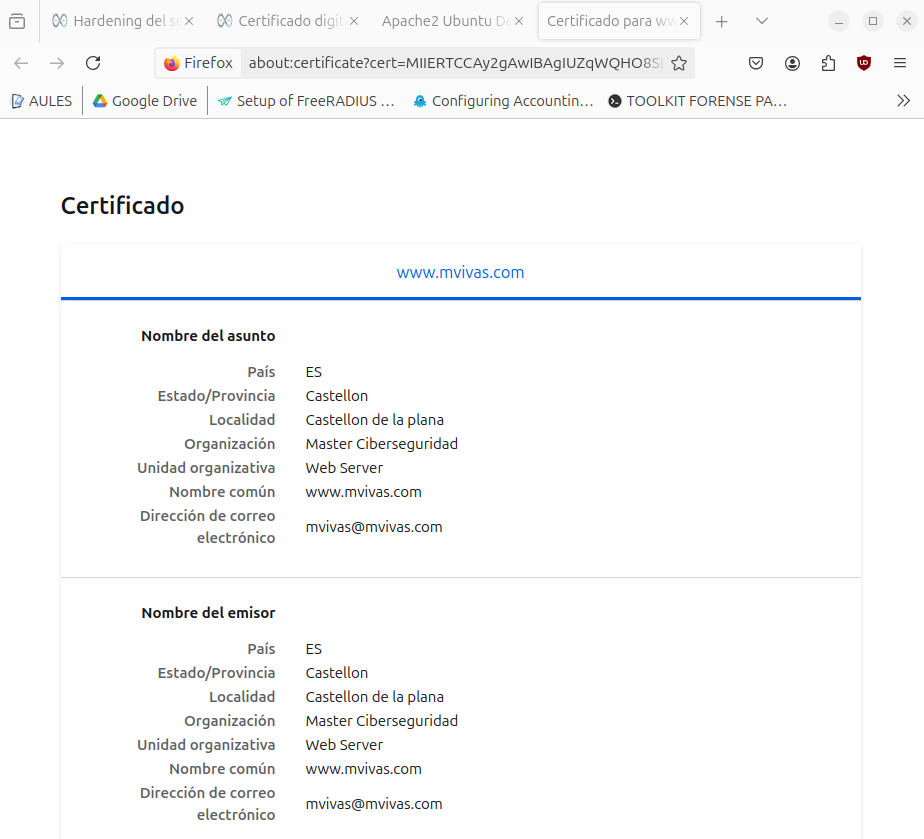 Hardening del se
Certificado digit
Apache2 Ubuntu De
Certificado para ww
Firefox
about:certificate?cert=MIIERTCCAy2gAwIBAgIUZqWQHO8SL
AULES
Google Drive
Setup of FreeRADIUS ...
Configuring Accountin...
TOOLKIT FORENSE PA...
Certificado
www.mvivas.com
Nombre del asunto
País ES
Estado/Provincia Castellon
Localidad Castellon de la plana
Organización Master Ciberseguridad
Unidad organizativa Web Server
Nombre común www.mvivas.com
Dirección de correo
electrónico
mvivas@mvivas.com
Nombre del emisor
País ES
Estado/Provincia Castellon
Localidad Castellon de la plana
Organización Master Ciberseguridad
Unidad organizativa Web Server
Nombre común www.mvivas.com
Dirección de correo
electrónico
mvivas@mvivas.com